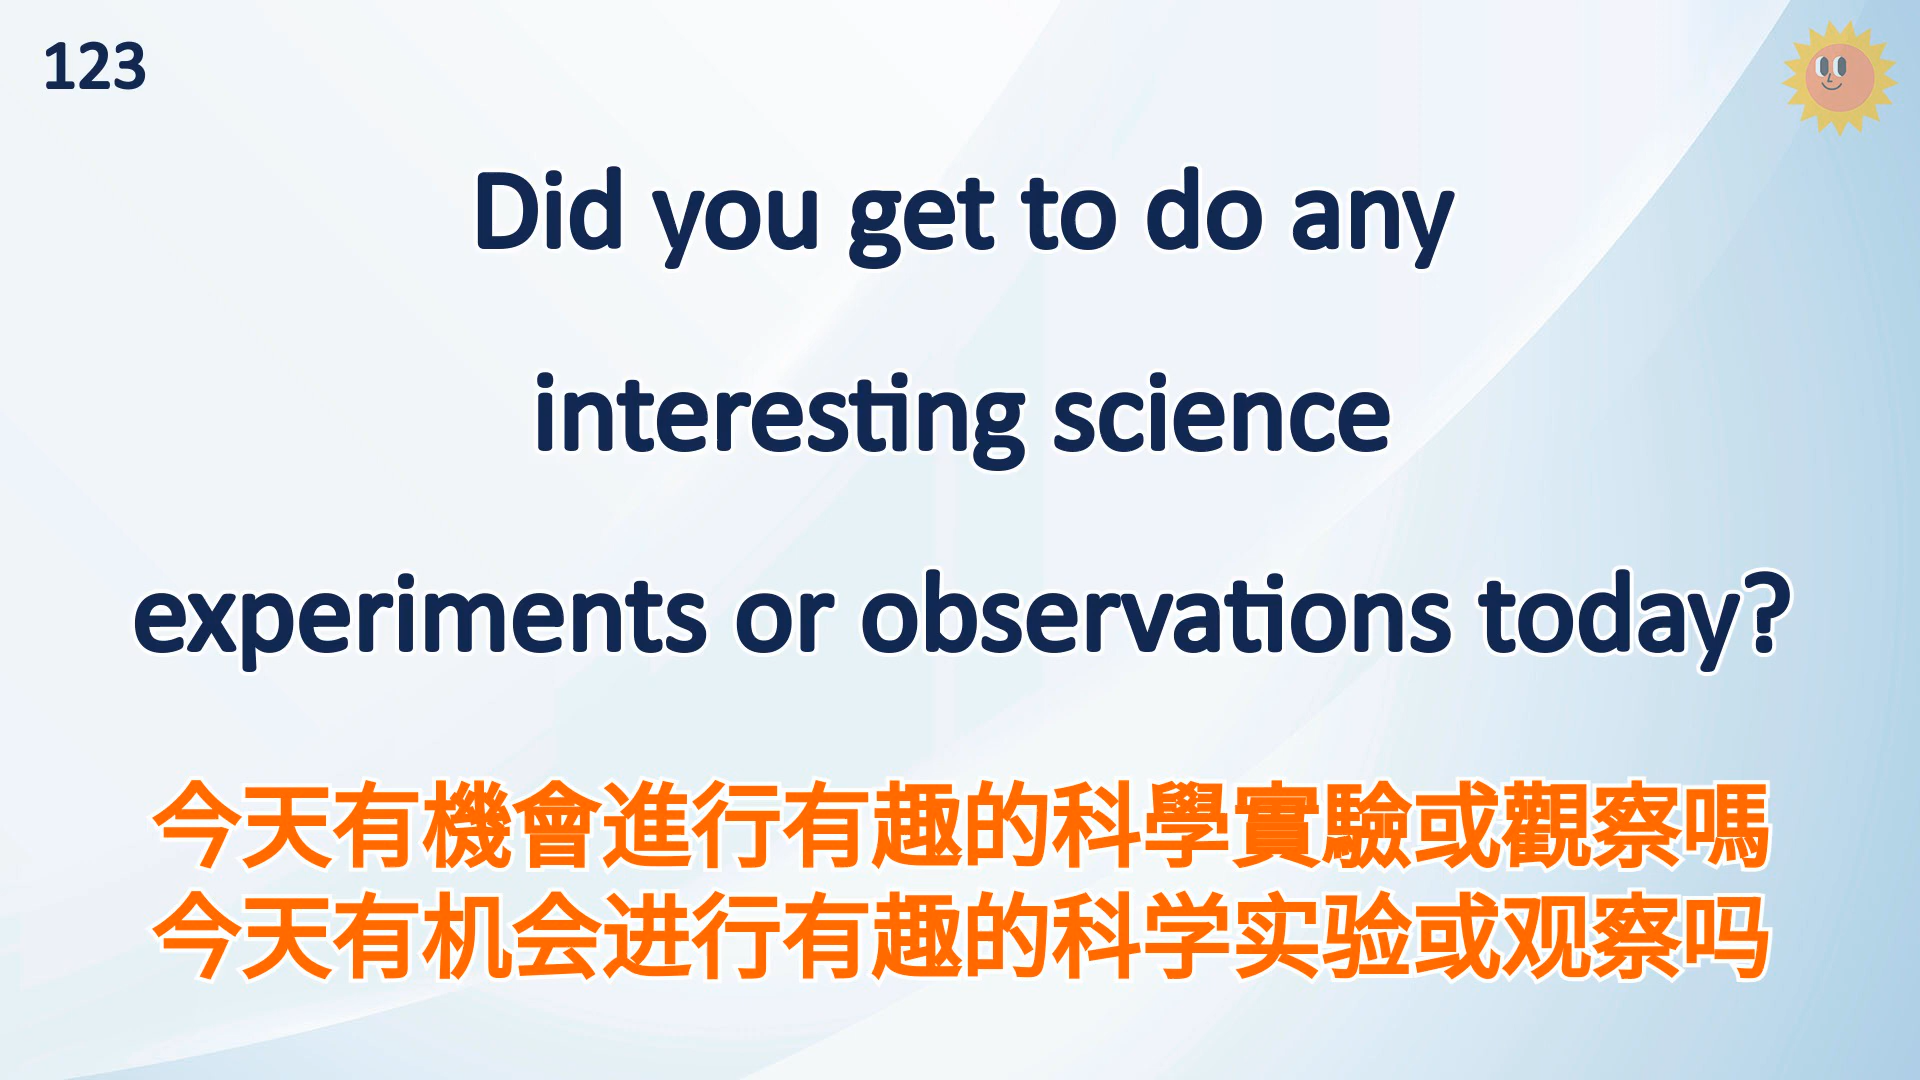 123
Did you get to do any
interesting science
experiments or observations today?
今天有機會進行有趣的科學實驗或觀察嗎
今天有机会进行有趣的科学实验或观察吗